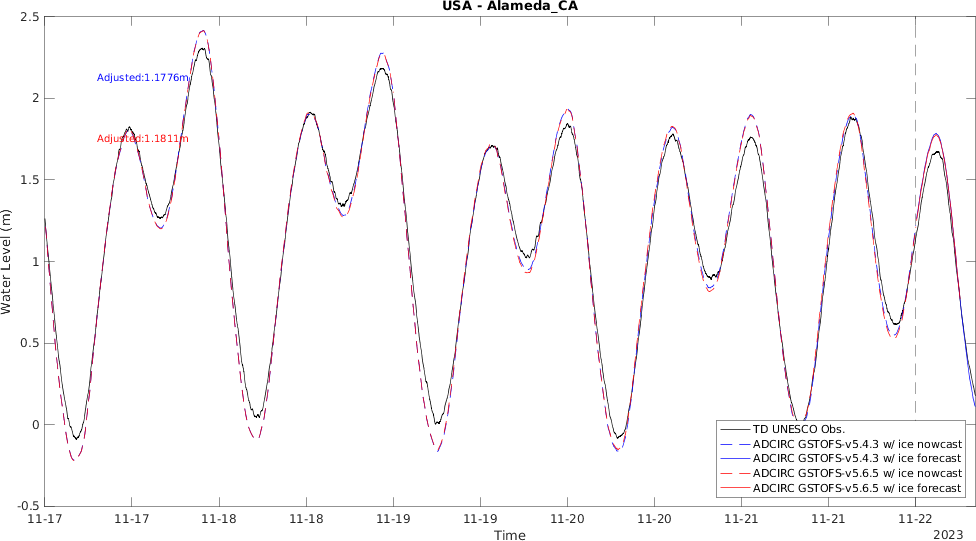 USA - Alameda_CA
2.5
2
1.5
1
0.5
0
-0.5
Water Level (m)
Adjusted:1.1776m
Adjusted:1.1811m
TD UNESCO Obs.
ADCIRC GSTOFS-v5.4.3 w/ ice nowcast
ADCIRC GSTOFS-v5.4.3 w/ ice forecast
ADCIRC GSTOFS-v5.6.5 w/ ice nowcast
ADCIRC GSTOFS-v5.6.5 w/ ice forecast
11-17 11-17 11-18 11-18 11-19 11-19 11-20 11-20 11-21 11-21 11-22
Time
2023